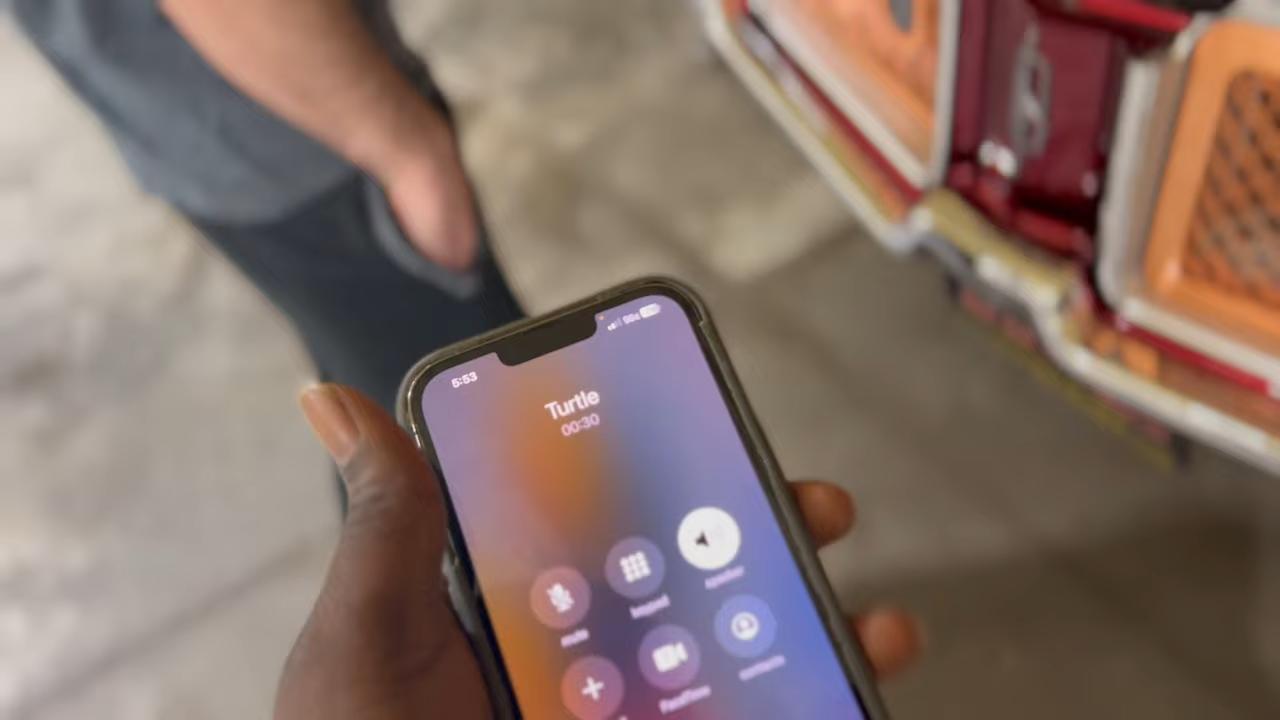 5:53
Turtle
00:30
speaker
keypad
mute
contacts
FaceTime